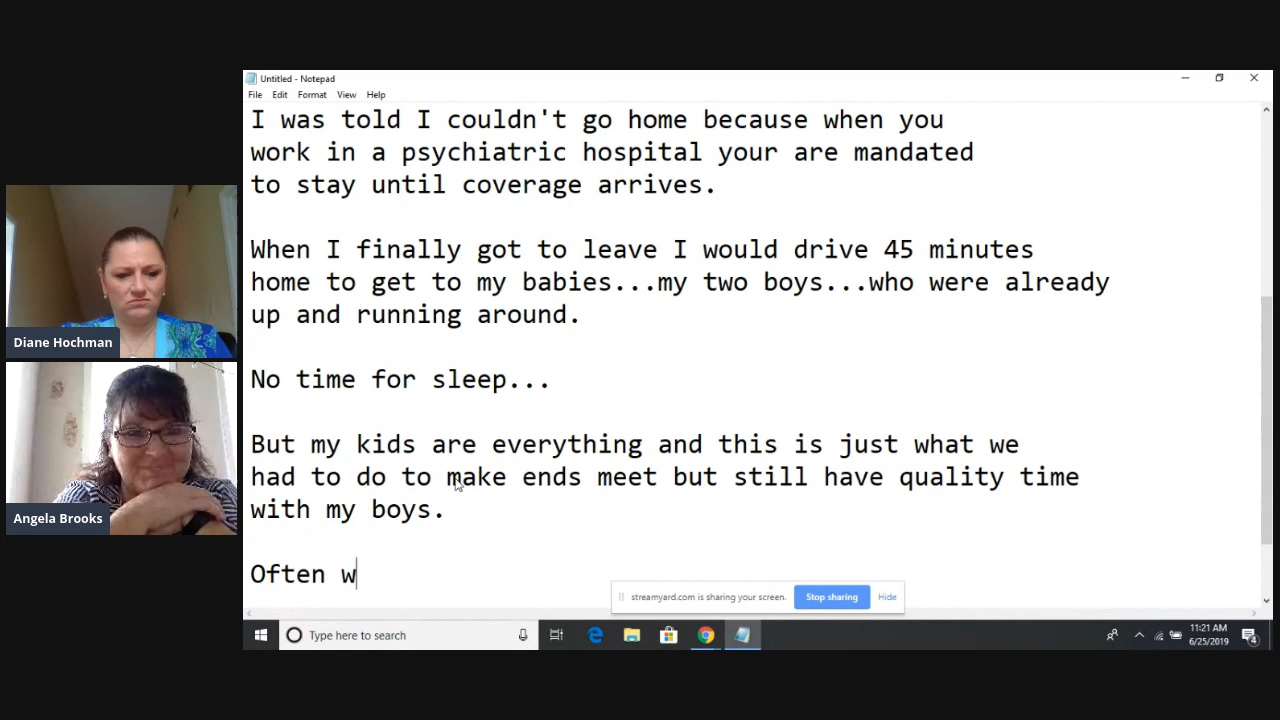 Untitled - Notepad
File Edit Format View Help
I was told I couldn't go home because when you
work in a psychiatric hospital your are mandated
to stay until coverage arrives.
When I finally got to leave I would drive 45 minutes
home to get to my babies...my two boys...who were already
up and running around.
No time for sleep...
But my kids are everything and this is just what we
had to do to make ends meet but still have quality time
with my boys.
Often w
Diane Hochman
Angela Brooks
streamyard.com is sharing your screen. Stop sharing Hide
Type here to search
11:21 AM
6/25/2019
4